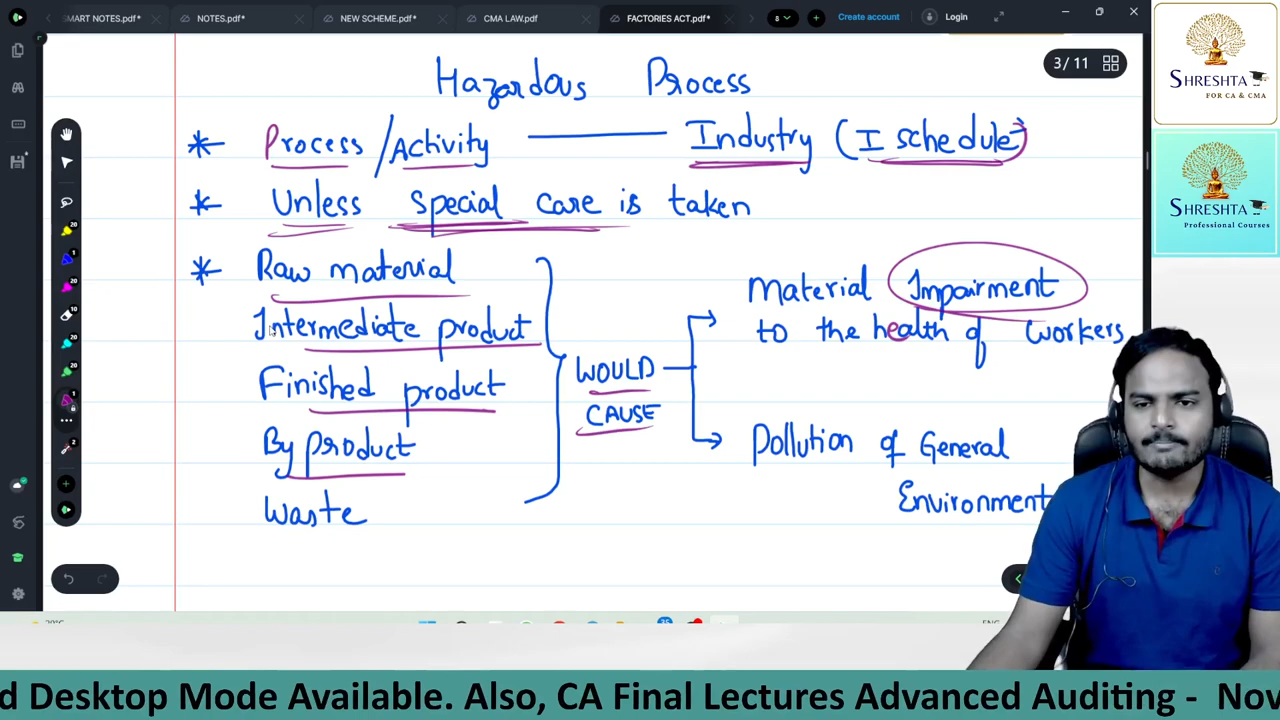 SMART NOTES.pdf*
NOTES.pdf*
NEW SCHEME.pdf*
CMA LAW.pdf
FACTORIES ACT.pdf*
8
Create account
Login
3 / 11
Hazardous Process
* Process / Activity — Industry (I schedule)
* Unless special care is taken
* Raw material
Intermediate product
Finished product
By product
Waste
WOULD
CAUSE
Material Impairment
to the health of workers
Pollution of General
Environment
SHRESHTA
FOR CA & CMA
SHRESHTA
Professional Courses
d Desktop Mode Available. Also, CA Final Lectures Advanced Auditing - Nov